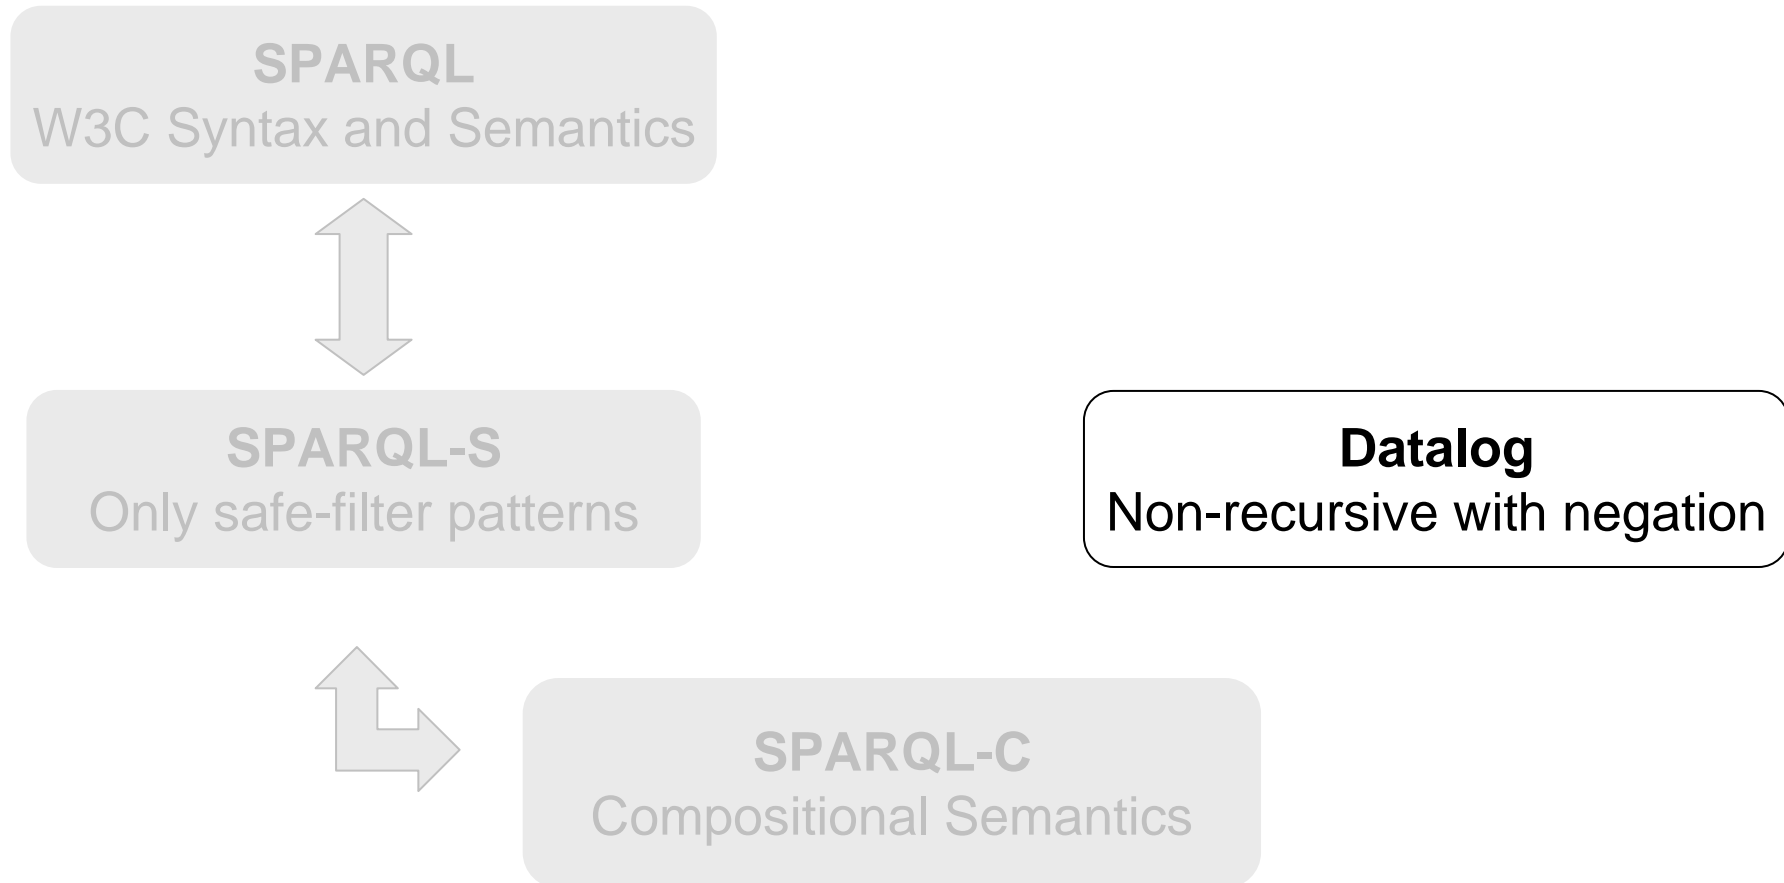 SPARQL
W3C Syntax and Semantics
SPARQL-S
Only safe-filter patterns
Datalog
Non-recursive with negation
SPARQL-C
Compositional Semantics